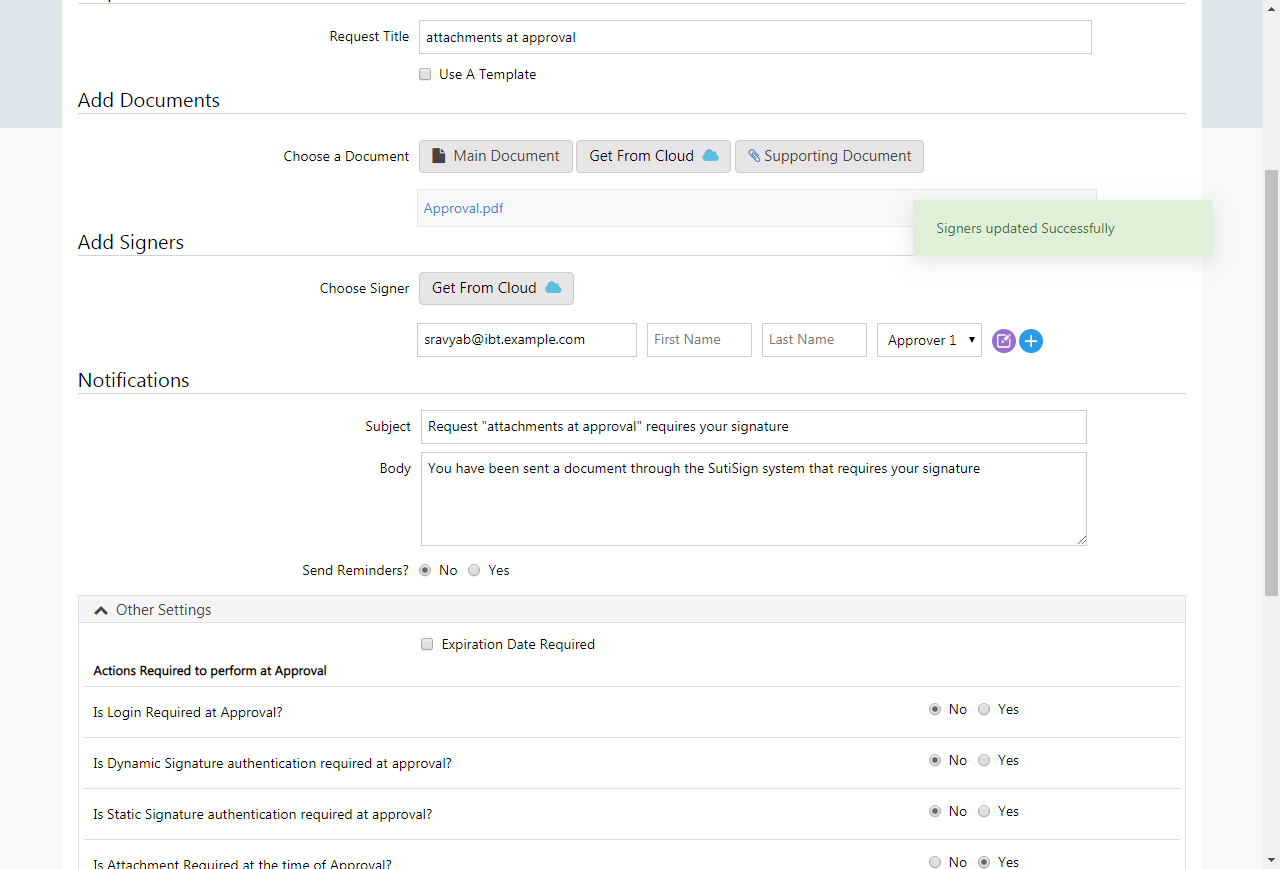 Request Title attachments at approval
Use A Template
Add Documents
Choose a Document Main Document Get From Cloud Supporting Document
Approval.pdf
Signers updated Successfully
Add Signers
Choose Signer Get From Cloud
sravyab@ibt.example.com First Name Last Name Approver 1
Notifications
Subject Request "attachments at approval" requires your signature
Body You have been sent a document through the SutiSign system that requires your signature
Send Reminders? No Yes
Other Settings
Expiration Date Required
Actions Required to perform at Approval
Is Login Required at Approval? No Yes
Is Dynamic Signature authentication required at approval? No Yes
Is Static Signature authentication required at approval? No Yes
Is Attachment Required at the time of Approval? No Yes